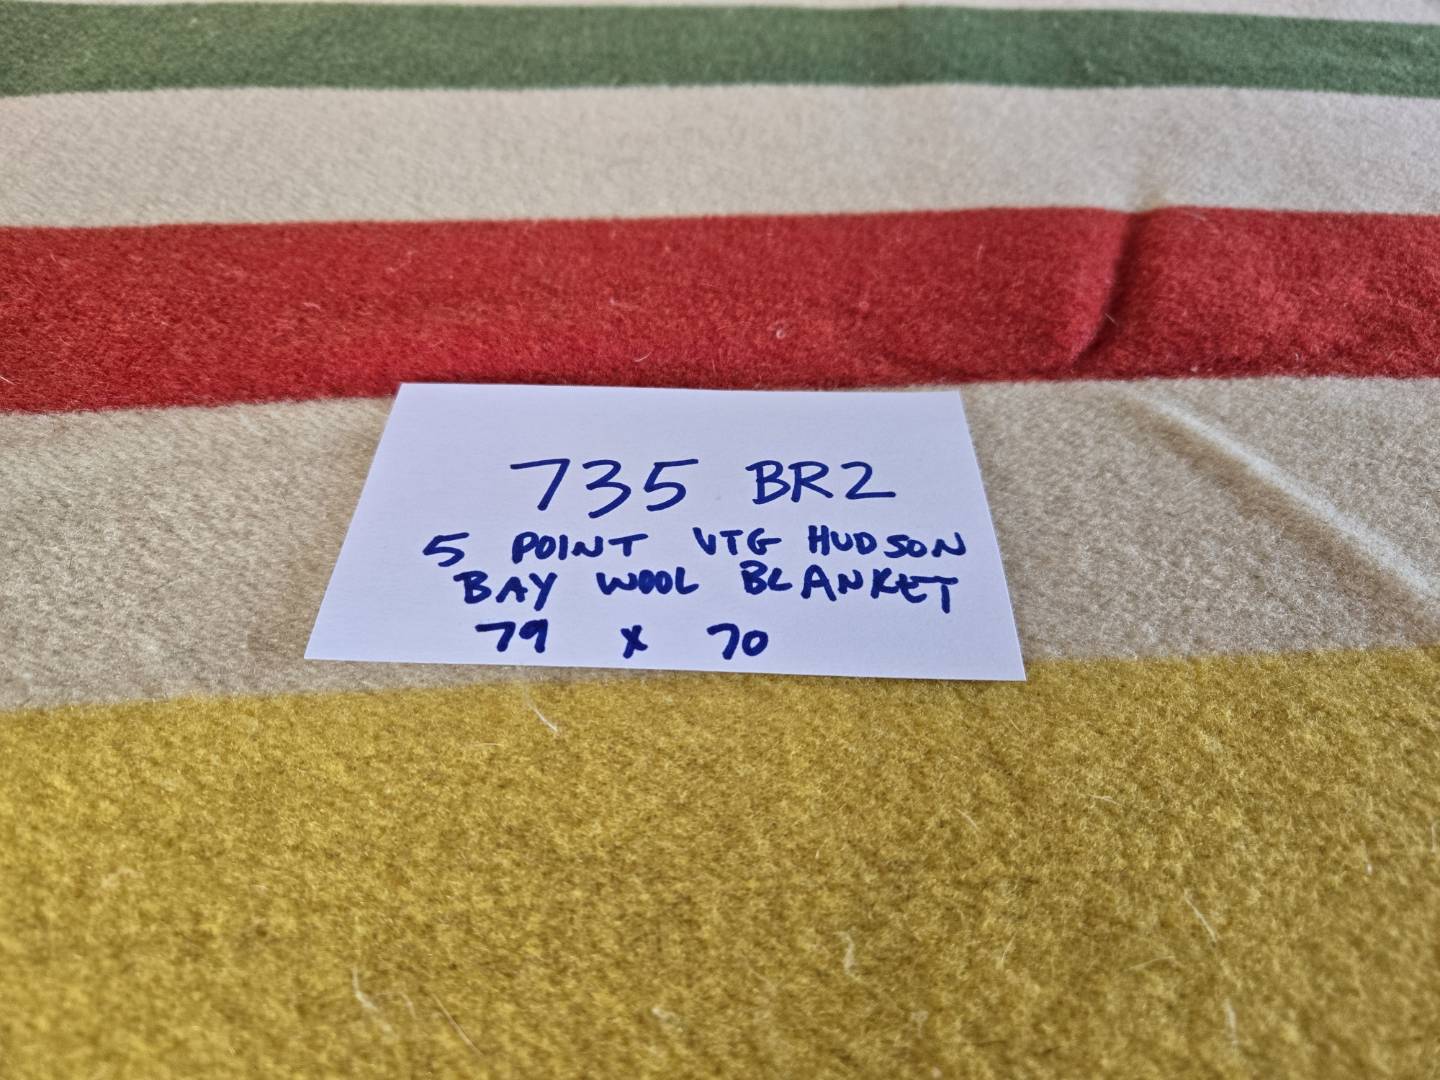 735 BR2
5 POINT VTG HUDSON
BAY WOOL BLANKET
79 x 70